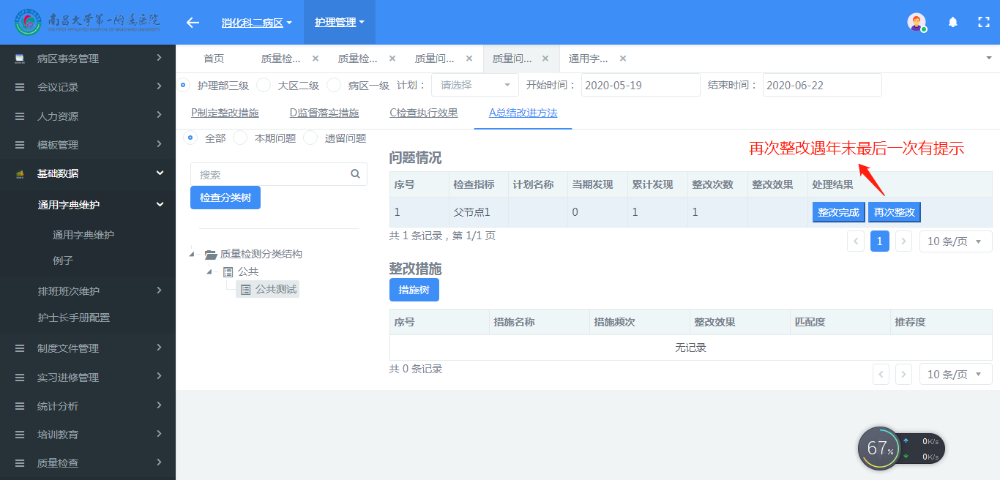 南昌大学第一附属医院
THE FIRST AFFILIATED HOSPITAL OF NANCHANG UNIVERSITY
消化科二病区
护理管理
病区事务管理
会议记录
人力资源
模板管理
基础数据
通用字典维护
通用字典维护
例子
排班班次维护
护士长手册配置
制度文件管理
实习进修管理
统计分析
培训教育
质量检查
首页 质量检... 质量检... 质量问... 质量问... 通用字...
护理部三级 大区二级 病区一级 计划： 请选择 开始时间： 2020-05-19 结束时间： 2020-06-22
P制定整改措施 D监督落实措施 C检查执行效果 A总结改进方法
全部 本期问题 遗留问题
搜索
检查分类树
质量检测分类结构
公共
公共测试
再次整改遇年末最后一次有提示
问题情况
序号 检查指标 计划名称 当期发现 累计发现 整改次数 整改效果 处理结果
1 父节点1 0 1 1 整改完成 再次整改
共 1 条记录，第 1/1 页
1 10 条/页
整改措施
措施树
序号 措施名称 措施频次 整改效果 匹配度 推荐度
无记录
共 0 条记录
10 条/页
67%
0K/s
0K/s